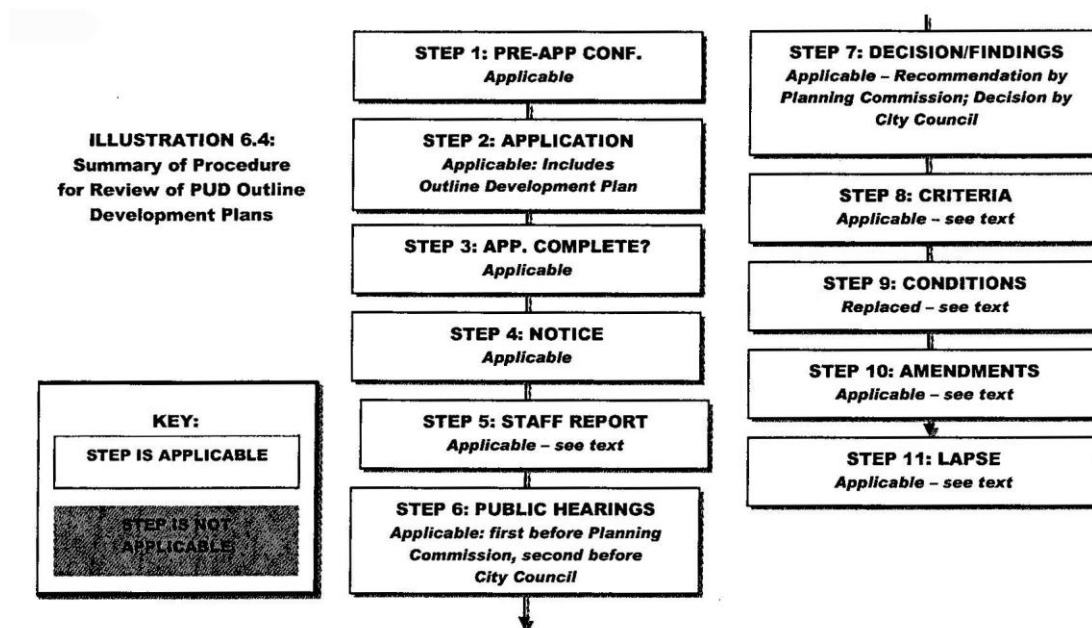 ILLUSTRATION 6.4:
Summary of Procedure
for Review of PUD Outline
Development Plans
KEY:
STEP IS APPLICABLE
STEP IS NOT
APPLICABLE
STEP 1: PRE-APP CONF.
Applicable
STEP 2: APPLICATION
Applicable: Includes
Outline Development Plan
STEP 3: APP. COMPLETE?
Applicable
STEP 4: NOTICE
Applicable
STEP 5: STAFF REPORT
Applicable – see text
STEP 6: PUBLIC HEARINGS
Applicable: first before Planning
Commission, second before
City Council
STEP 7: DECISION/FINDINGS
Applicable – Recommendation by
Planning Commission; Decision by
City Council
STEP 8: CRITERIA
Applicable – see text
STEP 9: CONDITIONS
Replaced – see text
STEP 10: AMENDMENTS
Applicable – see text
STEP 11: LAPSE
Applicable – see text